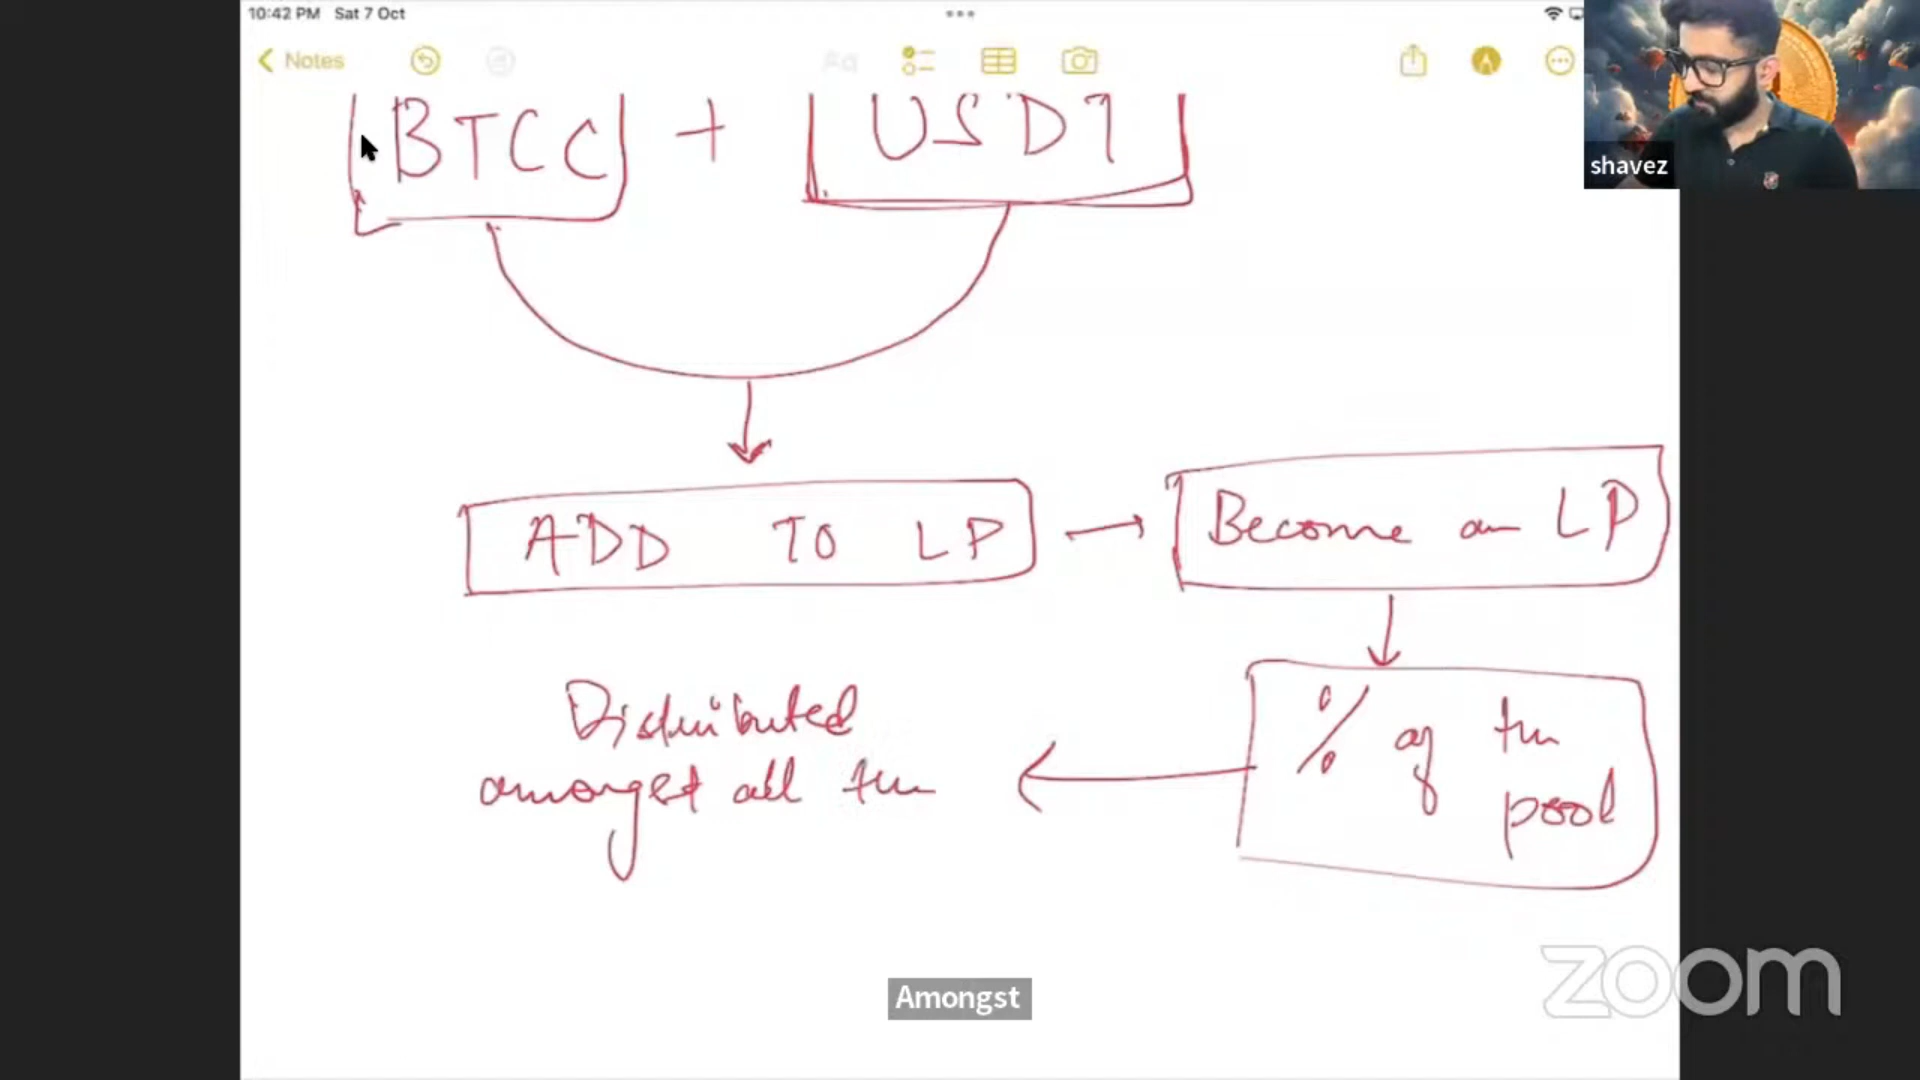 10:42 PM Sat 7 Oct
Notes
Aa
shavez
BTCC + USDT
ADD TO LP
Become an LP
% of the pool
Distributed
amongst all the
Amongst
zoom